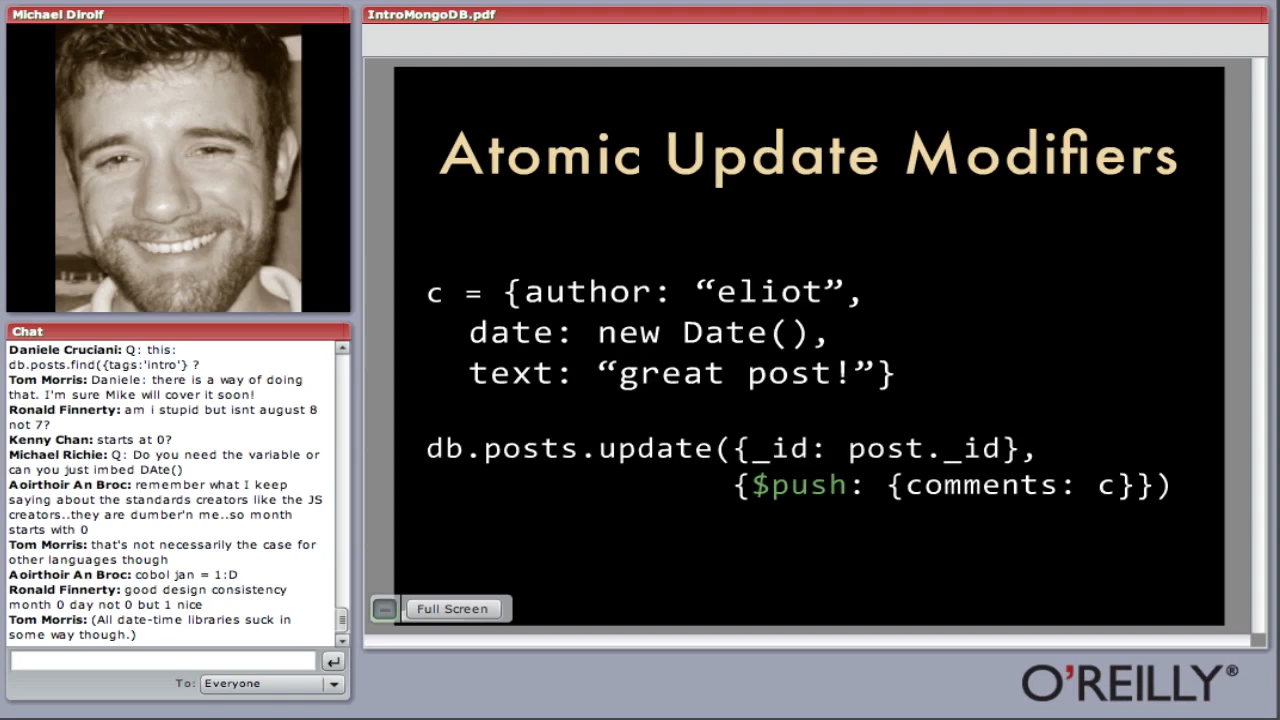 Michael Dirolf
IntroMongoDB.pdf
Atomic Update Modifiers
c = {author: “eliot”,
date: new Date(),
text: “great post!”}
db.posts.update({_id: post._id},
{$push: {comments: c}})
Full Screen
Chat
Daniele Cruciani: Q: this:
db.posts.find({tags:'intro'} ?
Tom Morris: Daniele: there is a way of doing
that. I'm sure Mike will cover it soon!
Ronald Finnerty: am i stupid but isnt august 8
not 7?
Kenny Chan: starts at 0?
Michael Richie: Q: Do you need the variable or
can you just imbed DAte()
Aoirthoir An Broc: remember what I keep
saying about the standards creators like the JS
creators..they are dumber'n me..so month
starts with 0
Tom Morris: that's not necessarily the case for
other languages though
Aoirthoir An Broc: cobol jan = 1:D
Ronald Finnerty: good design consistency
month 0 day not 0 but 1 nice
Tom Morris: (All date-time libraries suck in
some way though.)
To: Everyone
O'REILLY®